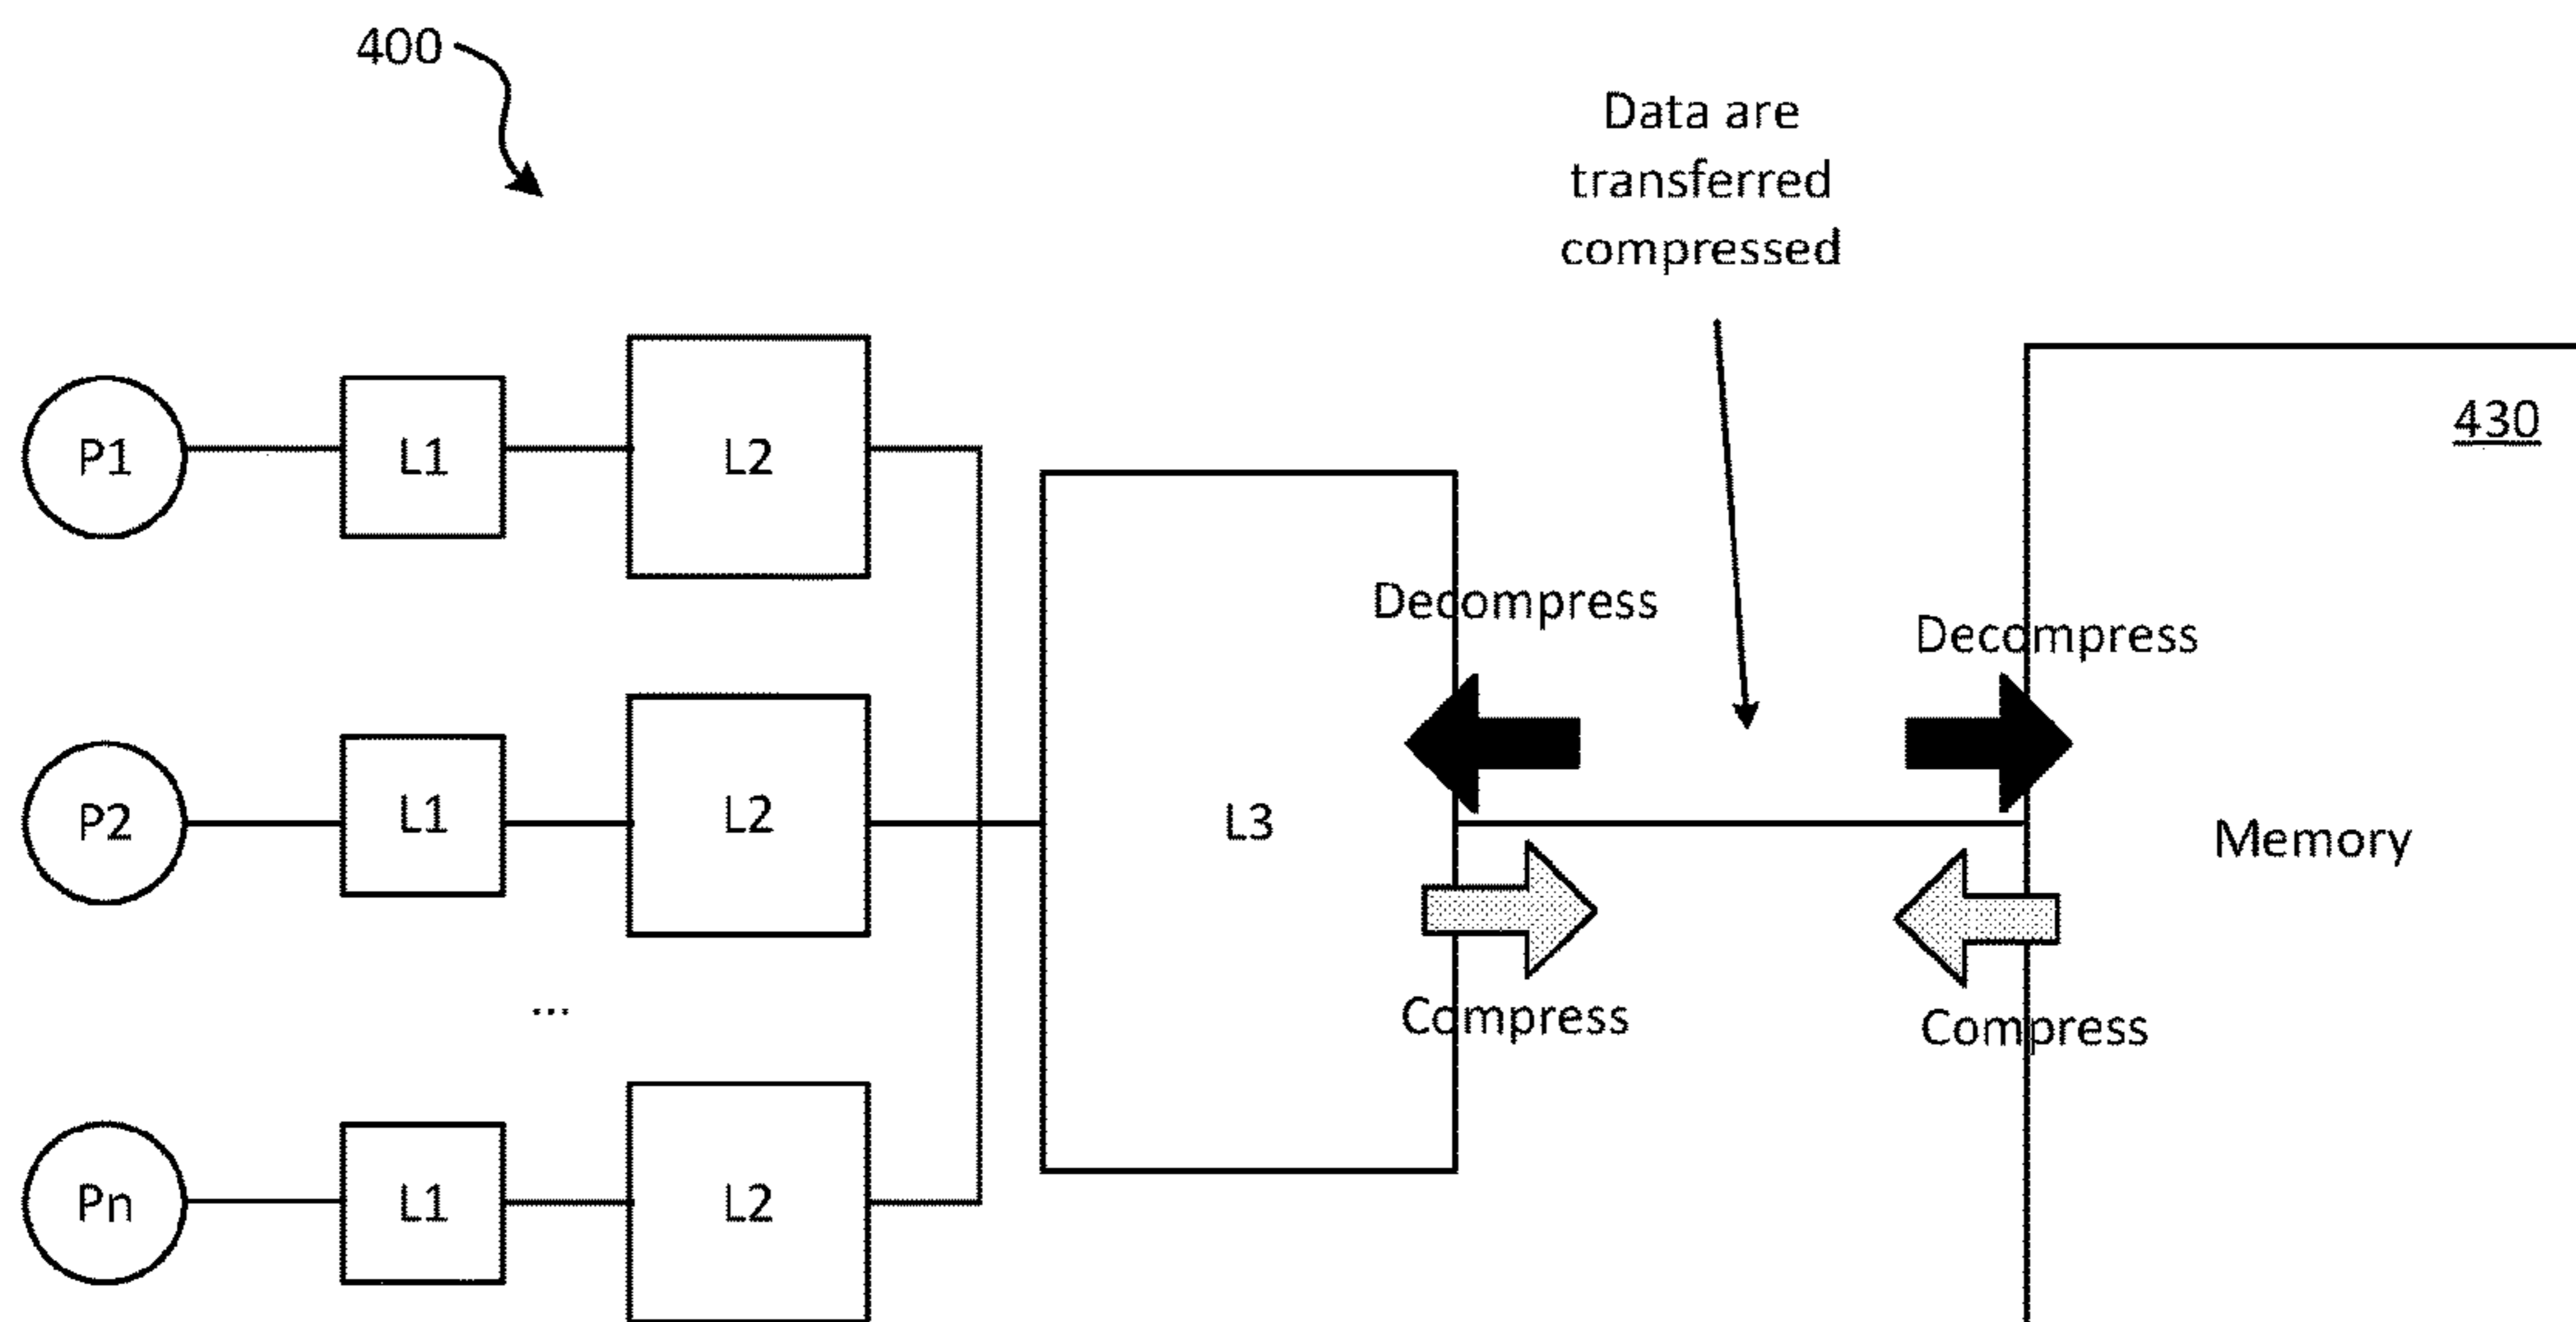 400
Data are
transferred
compressed
430
P1
L1
L2
Decompress
Decompress
P2
L1
L2
L3
Memory
...
Compress
Compress
Pn
L1
L2